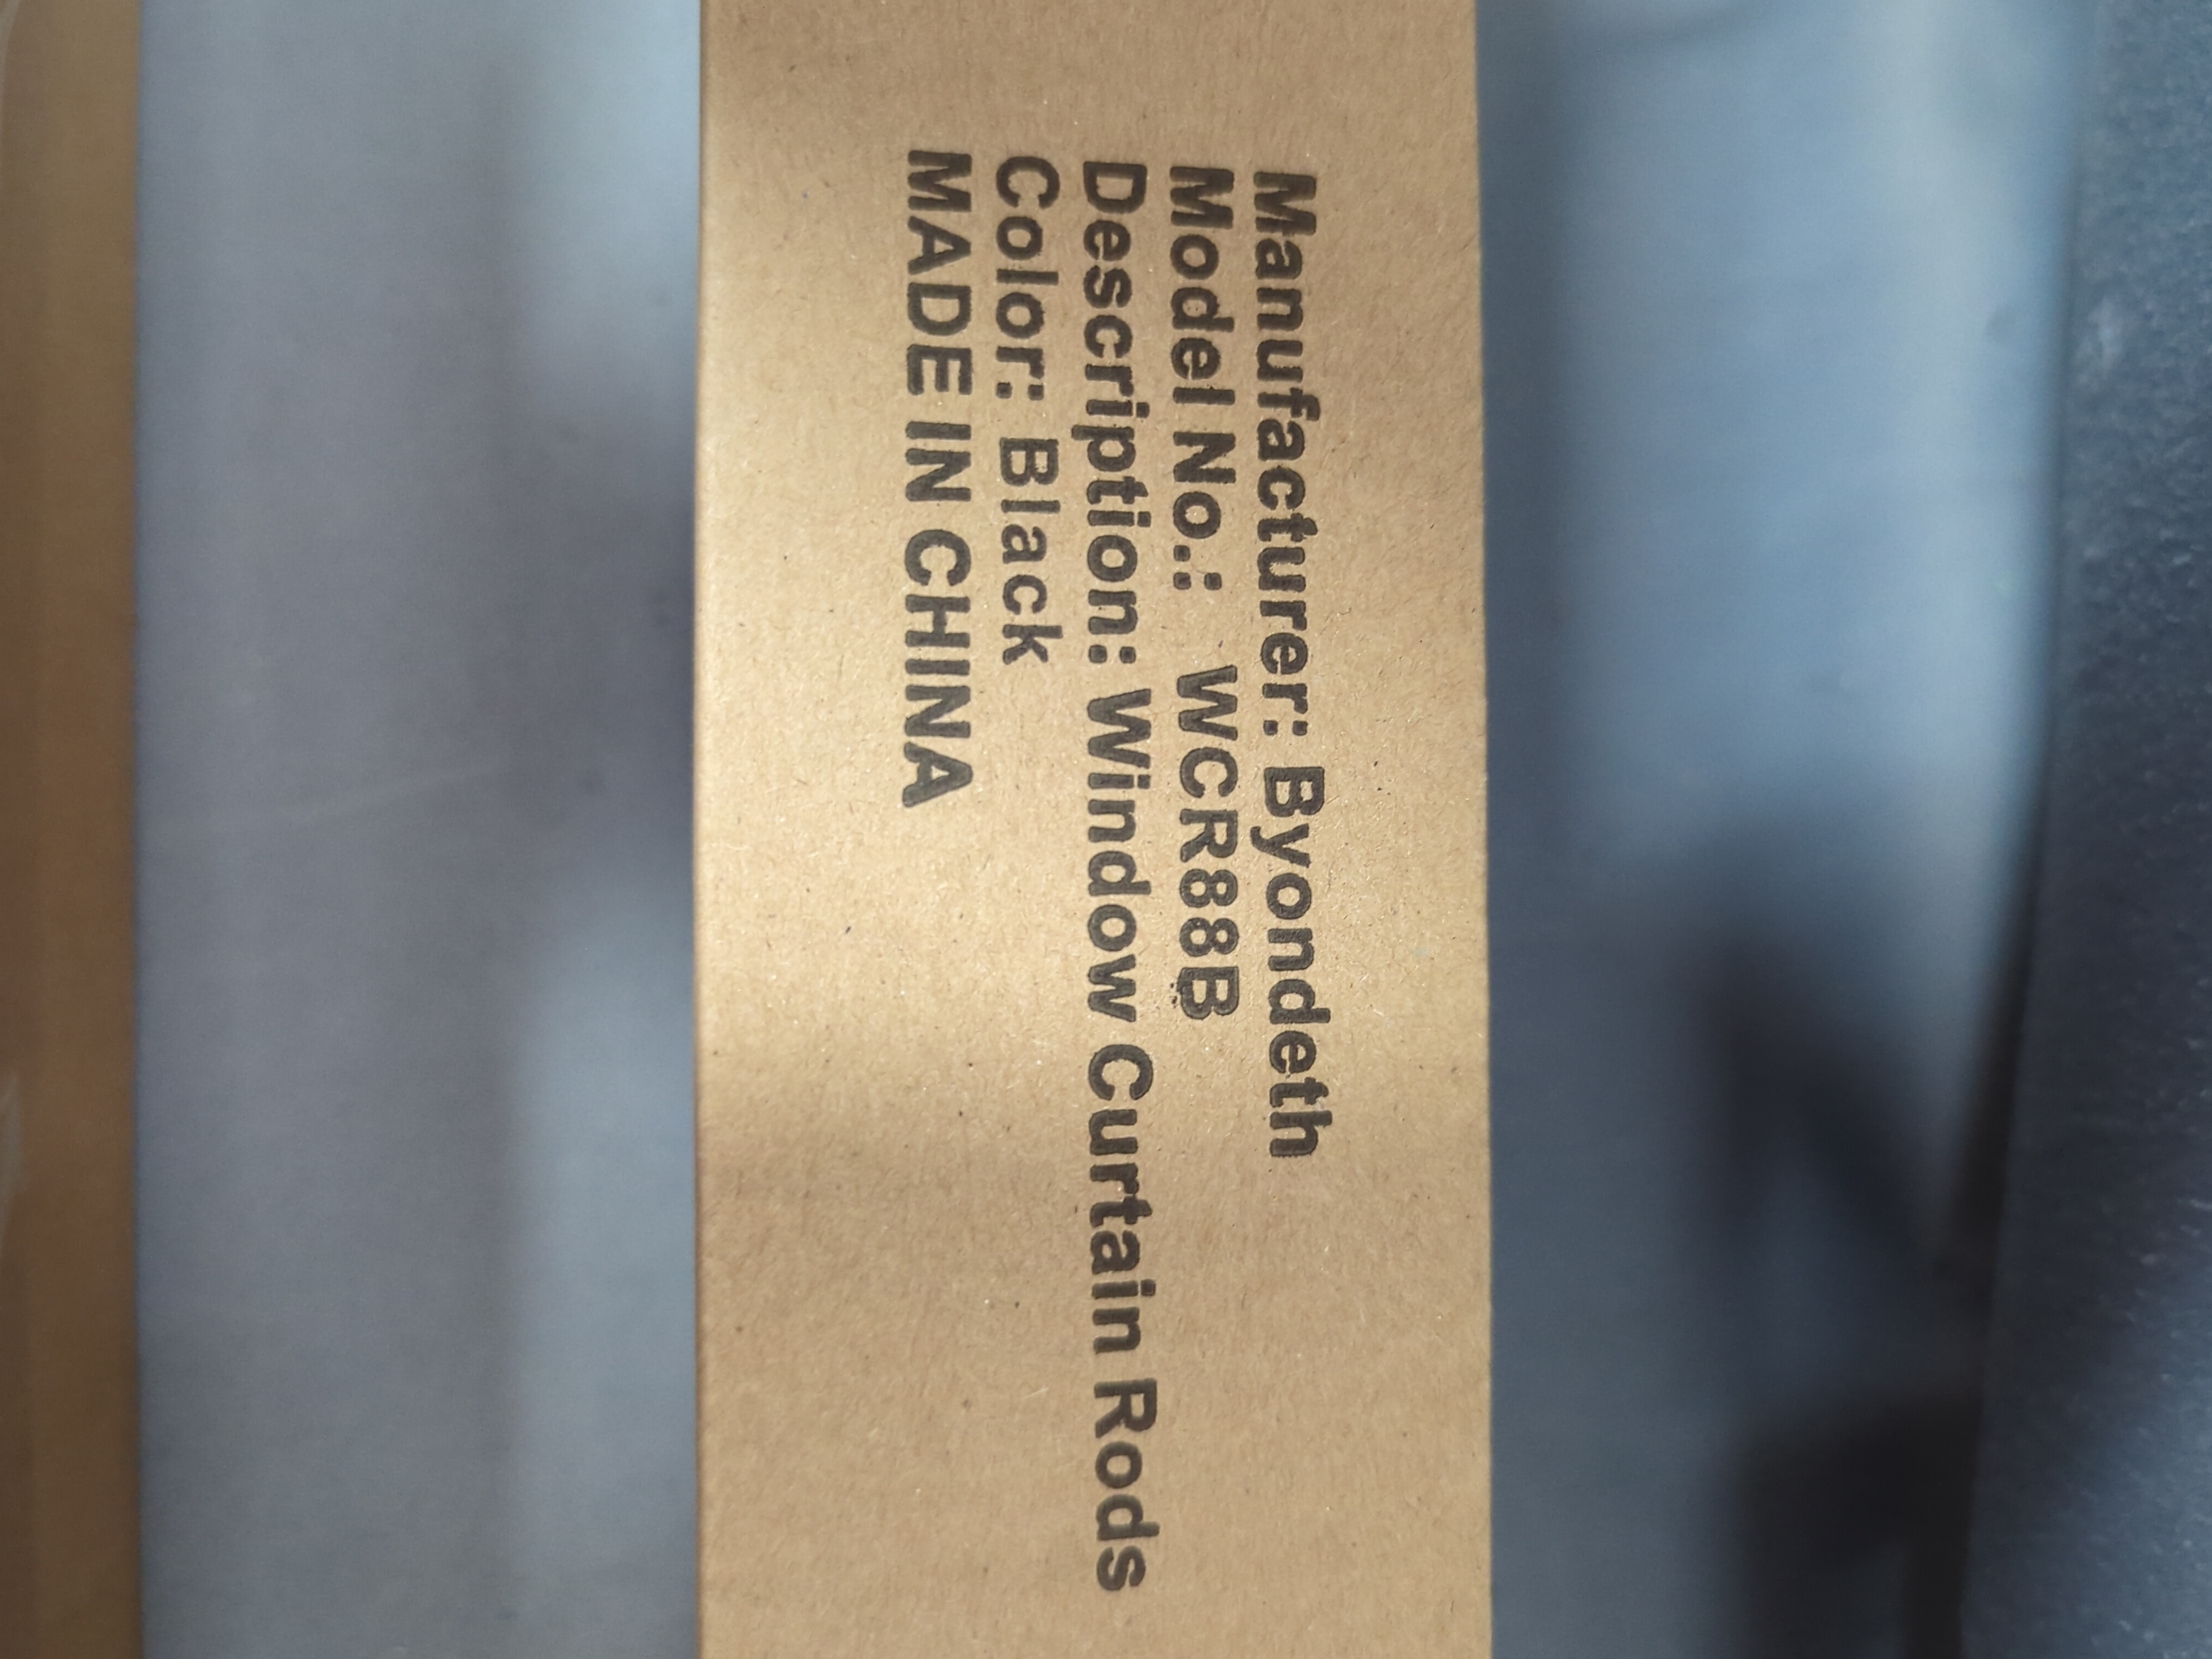 Manufacturer: Byondeth
Model No.: WCR88B
Description: Window Curtain Rods
Color: Black
MADE IN CHINA